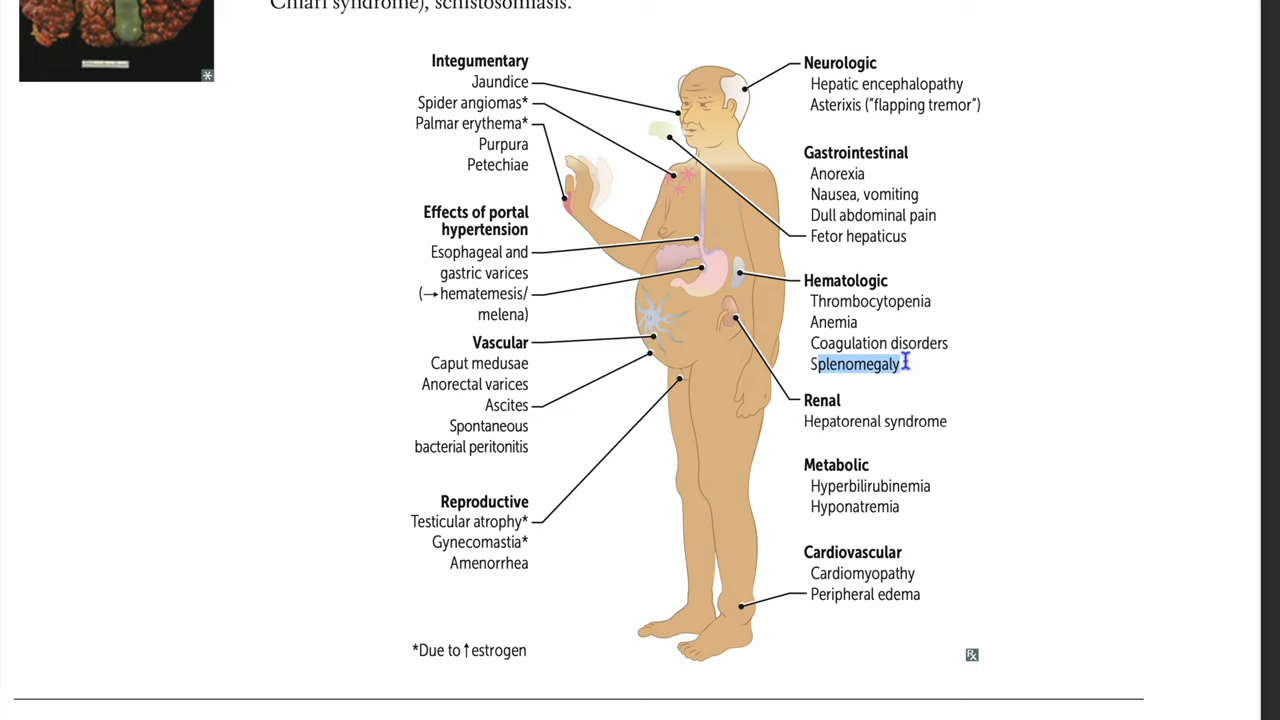 Chiari syndrome), schistosomiasis.
Integumentary
Jaundice
Spider angiomas*
Palmar erythema*
Purpura
Petechiae
Effects of portal
hypertension
Esophageal and
gastric varices
(→hematemesis/
melena)
Vascular
Caput medusae
Anorectal varices
Ascites
Spontaneous
bacterial peritonitis
Reproductive
Testicular atrophy*
Gynecomastia*
Amenorrhea
*Due to ↑estrogen
Neurologic
Hepatic encephalopathy
Asterixis ("flapping tremor")
Gastrointestinal
Anorexia
Nausea, vomiting
Dull abdominal pain
Fetor hepaticus
Hematologic
Thrombocytopenia
Anemia
Coagulation disorders
Splenomegaly
Renal
Hepatorenal syndrome
Metabolic
Hyperbilirubinemia
Hyponatremia
Cardiovascular
Cardiomyopathy
Peripheral edema
Rx